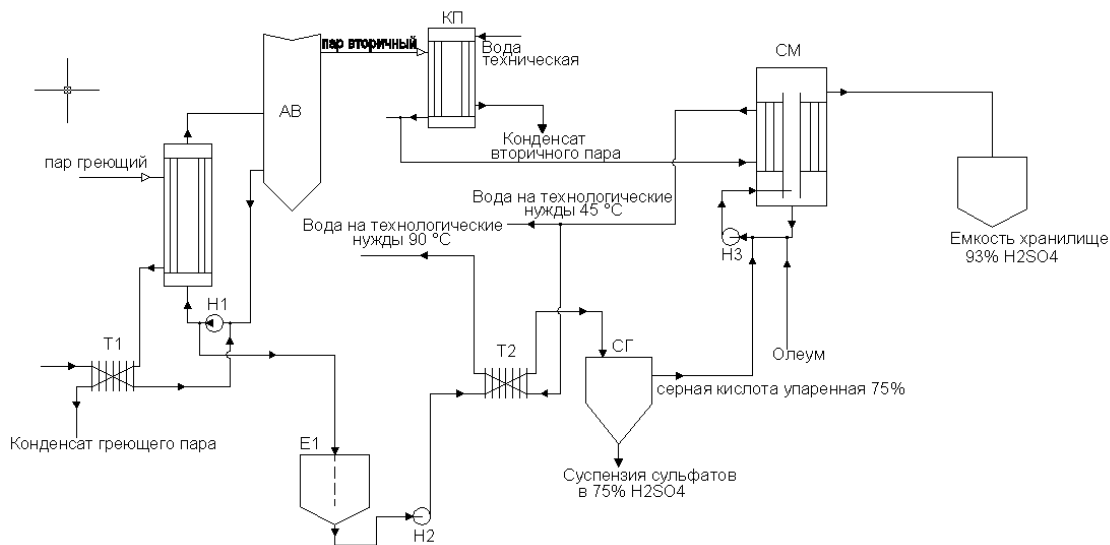 КП
СМ
пар вторичный
Вода
техническая
АВ
Конденсат
вторичного пара
пар греющий
Вода на технологические
нужды 45 °C
Вода на технологические
нужды 90 °C
Н3
Емкость хранилище
93% H2SO4
Н1
Т1
Т2
СГ
Олеум
серная кислота упаренная 75%
Конденсат греющего пара
Е1
Суспензия сульфатов
в 75% H2SO4
Н2